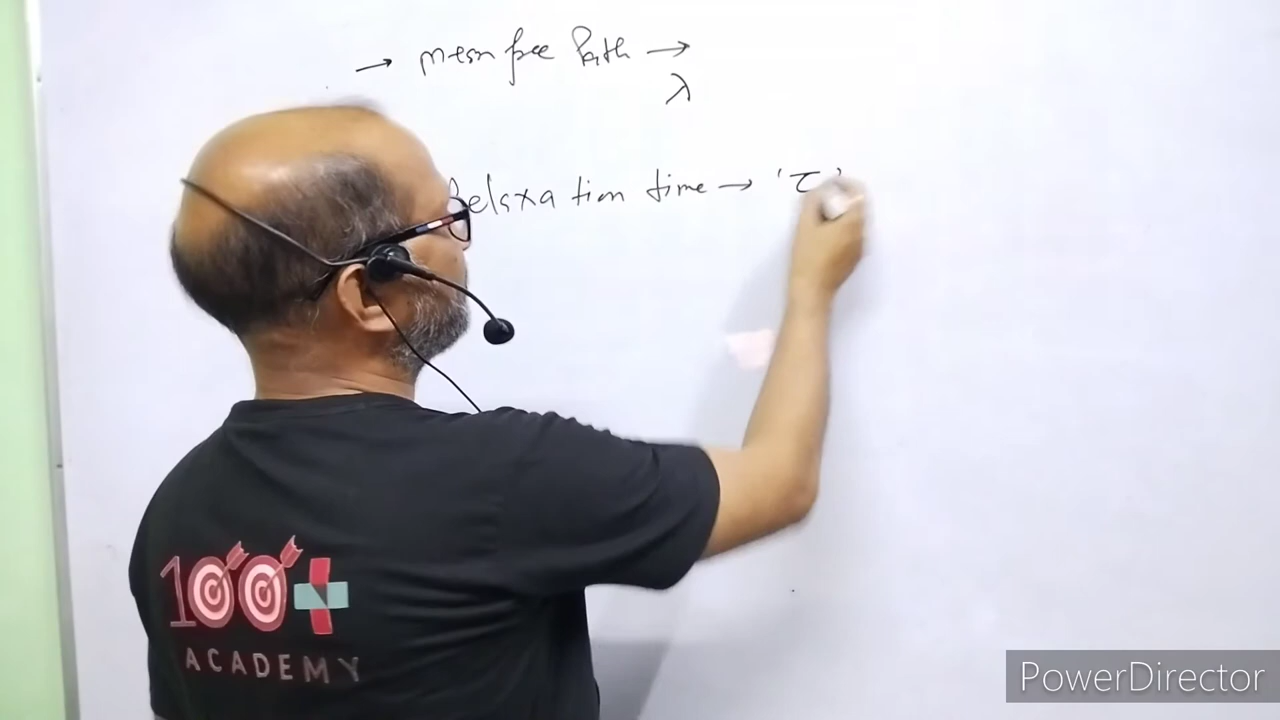 → mean free Path →
λ
Relaxation time → 'τ'
100+
ACADEMY
PowerDirector